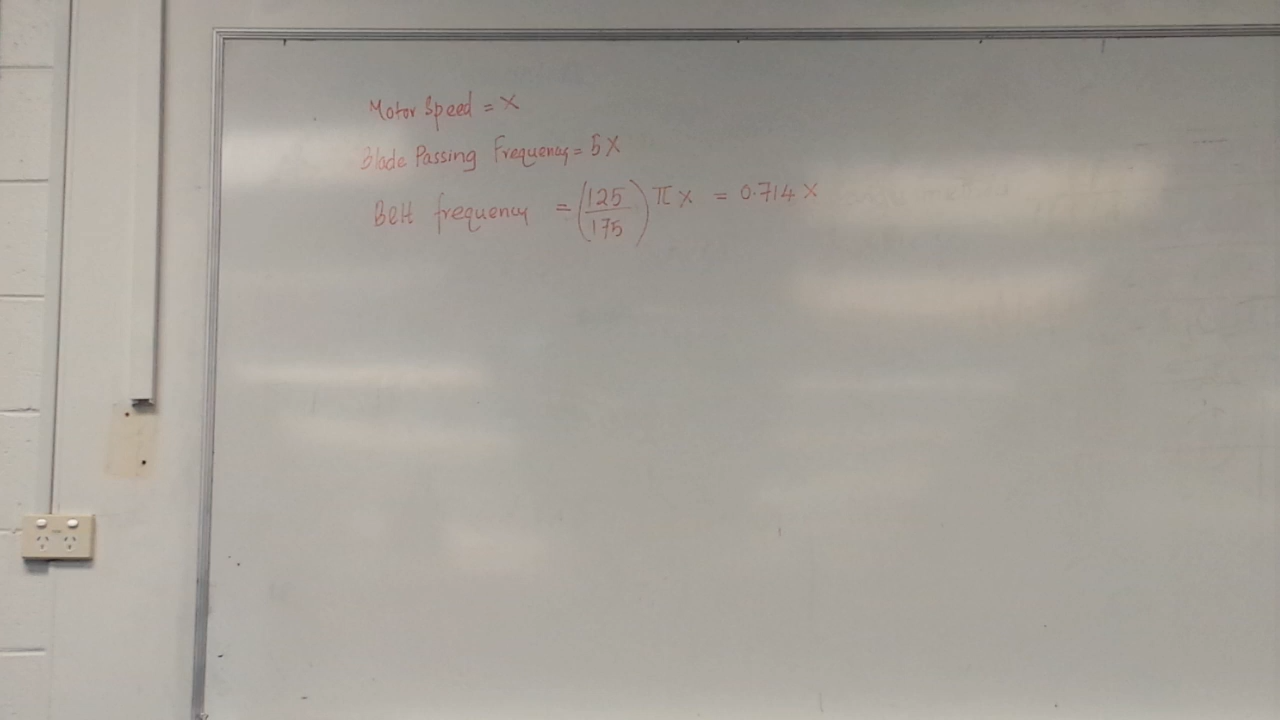 Motor Speed = X
Blade Passing Frequency = 5X
Belt frequency = (125/175) π X = 0.714 X